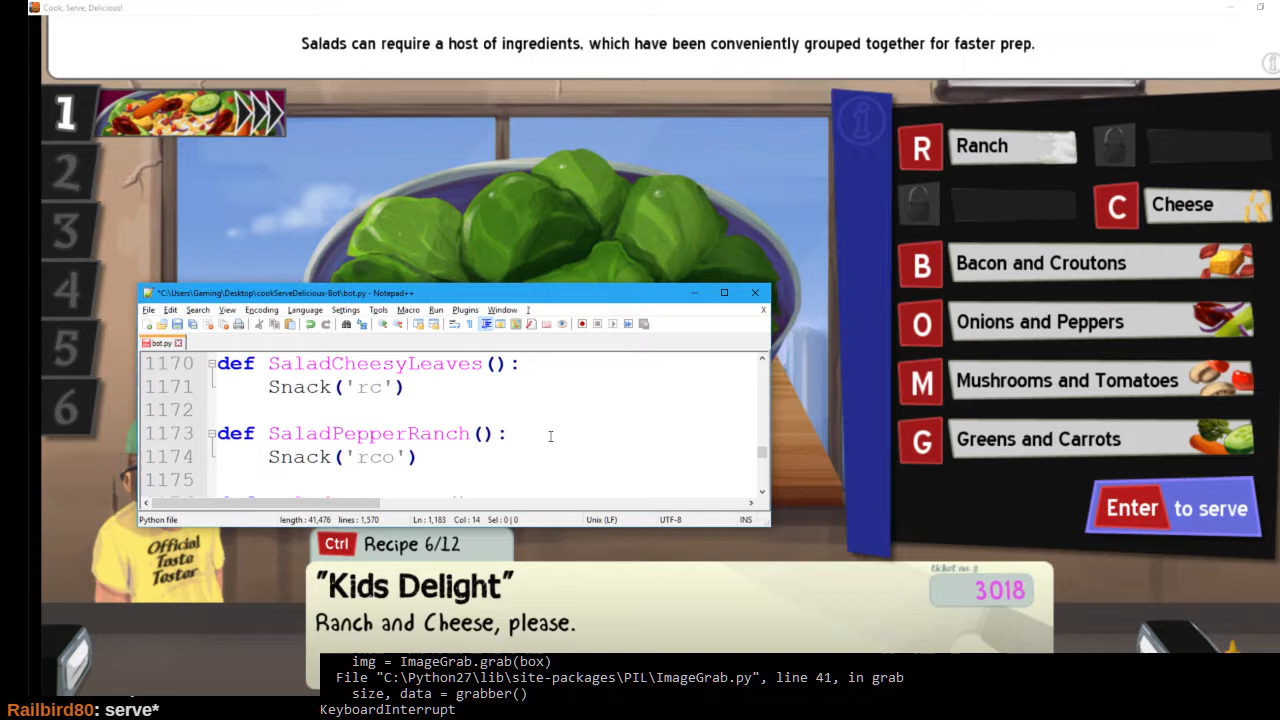 Cook, Serve, Delicious!
Salads can require a host of ingredients, which have been conveniently grouped together for faster prep.
1
2
3
4
5
6
R Ranch
C Cheese
B Bacon and Croutons
O Onions and Peppers
M Mushrooms and Tomatoes
G Greens and Carrots
Enter to serve
*C:\Users\Gaming\Desktop\cookServeDelicious-Bot\bot.py - Notepad++
File Edit Search View Encoding Language Settings Tools Macro Run Plugins Window ? X
bot.py
1170 def SaladCheesyLeaves():
1171 Snack('rc')
1172
1173 def SaladPepperRanch():
1174 Snack('rco')
1175
Python file length : 41,476 lines : 1,570 Ln : 1,183 Col : 14 Sel : 0 | 0 Unix (LF) UTF-8 INS
Official
Taste
Tester
Ctrl Recipe 6/12
"Kids Delight"
Ranch and Cheese, please.
ticket no. #
3018
img = ImageGrab.grab(box)
File "C:\Python27\lib\site-packages\PIL\ImageGrab.py", line 41, in grab
size, data = grabber()
KeyboardInterrupt
Railbird80: serve*